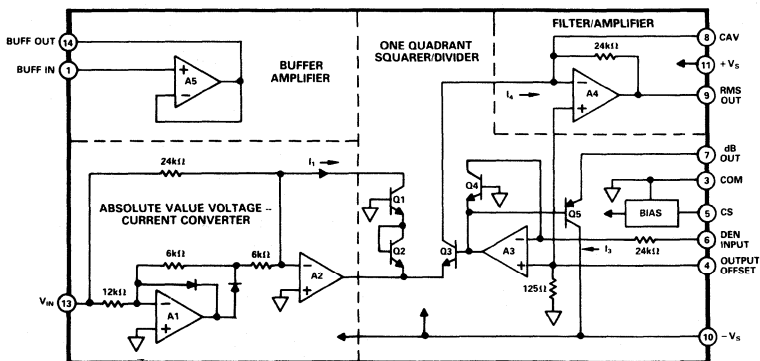 FILTER/AMPLIFIER
BUFF OUT 14
BUFF IN 1
A5
+
−
BUFFER
AMPLIFIER
ONE QUADRANT
SQUARER/DIVIDER
24kΩ
I4
A4
−
+
8 CAV
11 +VS
9 RMS
OUT
7 dB
OUT
3 COM
BIAS
5 CS
6 DEN
INPUT
24kΩ
4 OUTPUT
OFFSET
10 −VS
24kΩ
I1
ABSOLUTE VALUE VOLTAGE –
CURRENT CONVERTER
6kΩ
6kΩ
12kΩ
VIN 13
A1
−
+
A2
−
+
Q1
Q2
Q3
Q4
Q5
A3
−
+
I3
125Ω